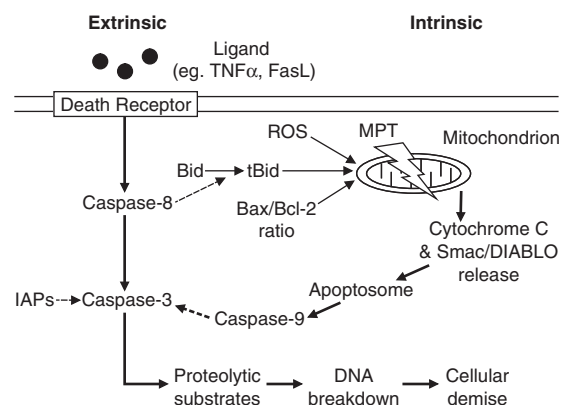 Extrinsic
Intrinsic
Ligand
(eg. TNFα, FasL)
Death Receptor
ROS
MPT
Mitochondrion
Bid
tBid
Caspase-8
Bax/Bcl-2
ratio
Cytochrome C
& Smac/DIABLO
release
Apoptosome
IAPs
Caspase-3
Caspase-9
Proteolytic
substrates
DNA
breakdown
Cellular
demise